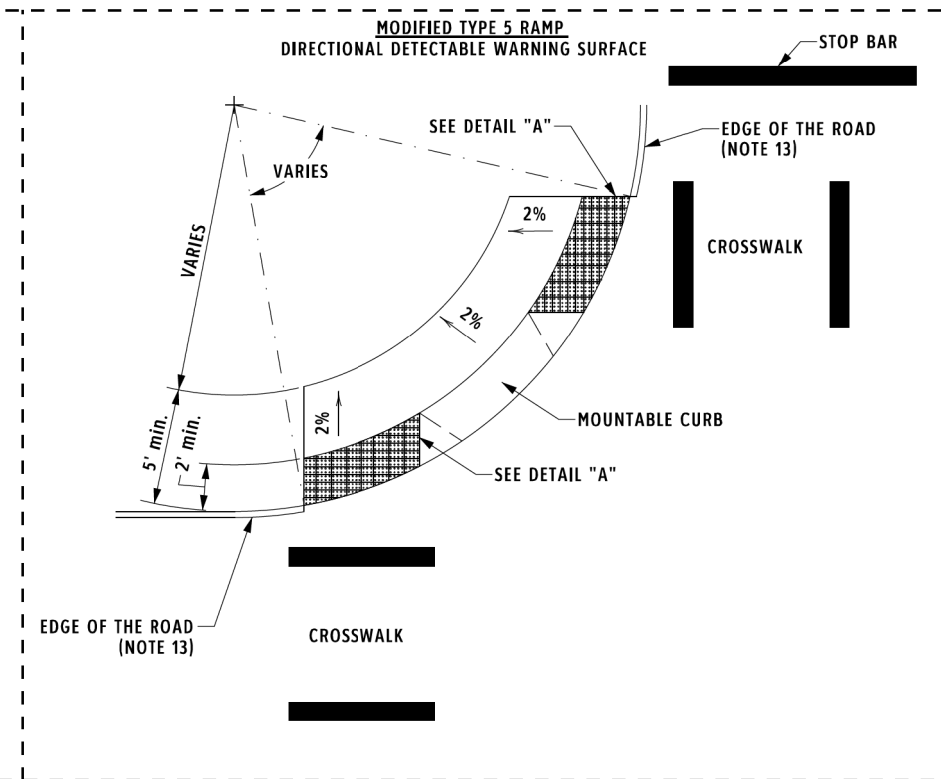 MODIFIED TYPE 5 RAMP
DIRECTIONAL DETECTABLE WARNING SURFACE
STOP BAR
SEE DETAIL "A"
EDGE OF THE ROAD
(NOTE 13)
VARIES
2%
CROSSWALK
VARIES
2%
2%
MOUNTABLE CURB
5' min.
2' min.
SEE DETAIL "A"
EDGE OF THE ROAD
(NOTE 13)
CROSSWALK